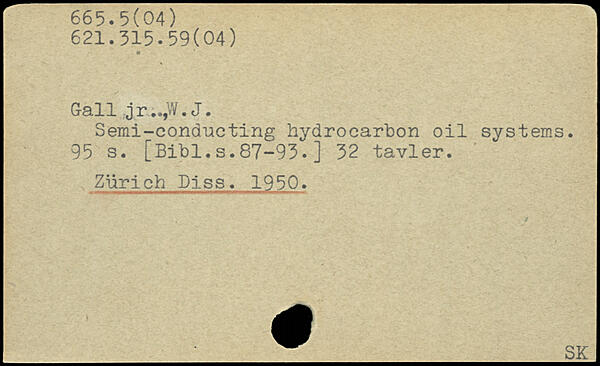 665.5(04)
621.315.59(04)
Gall jr..,W.J.
Semi-conducting hydrocarbon oil systems.
95 s. [Bibl.s.87-93.] 32 tavler.
Zürich Diss. 1950.
SK